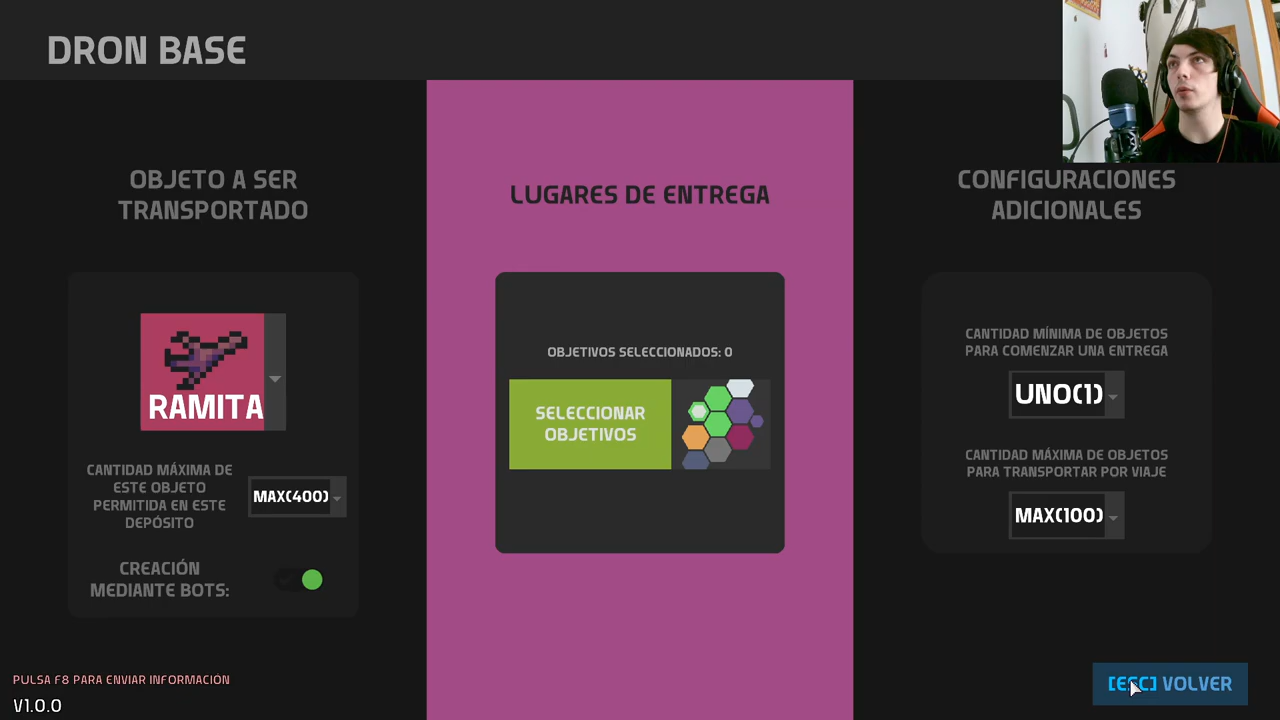 DRON BASE
OBJETO A SER
TRANSPORTADO
RAMITA
CANTIDAD MÁXIMA DE
ESTE OBJETO
PERMITIDA EN ESTE
DEPÓSITO
MAX(400)
CREACIÓN
MEDIANTE BOTS:
LUGARES DE ENTREGA
OBJETIVOS SELECCIONADOS: 0
SELECCIONAR
OBJETIVOS
CONFIGURACIONES
ADICIONALES
CANTIDAD MÍNIMA DE OBJETOS
PARA COMENZAR UNA ENTREGA
UNO(1)
CANTIDAD MÁXIMA DE OBJETOS
PARA TRANSPORTAR POR VIAJE
MAX(100)
PULSA F8 PARA ENVIAR INFORMACIÓN
V1.0.0
[ESC] VOLVER